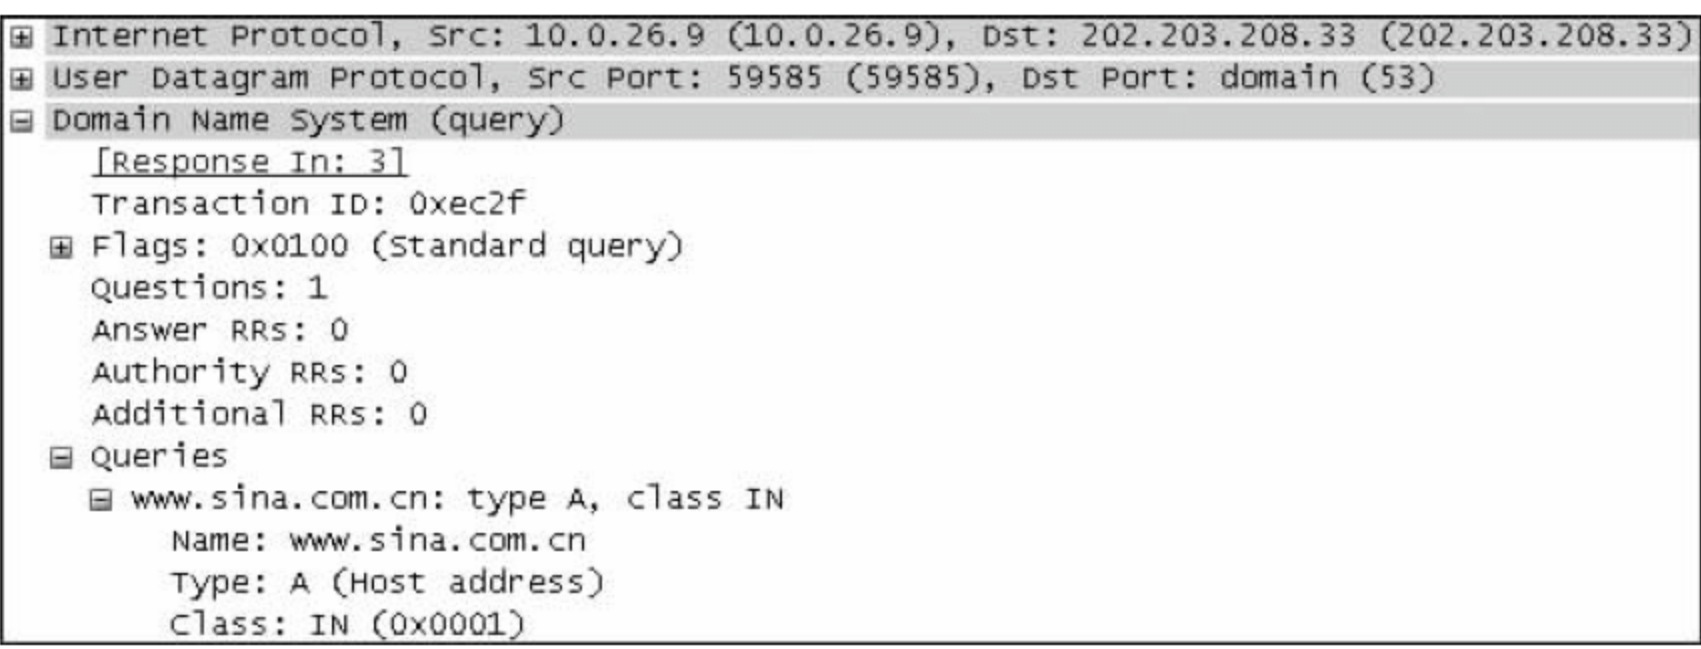 Internet Protocol, Src: 10.0.26.9 (10.0.26.9), Dst: 202.203.208.33 (202.203.208.33)
User Datagram Protocol, Src Port: 59585 (59585), Dst Port: domain (53)
Domain Name System (query)
[Response In: 3]
Transaction ID: 0xec2f
Flags: 0x0100 (Standard query)
Questions: 1
Answer RRs: 0
Authority RRs: 0
Additional RRs: 0
Queries
www.sina.com.cn: type A, class IN
Name: www.sina.com.cn
Type: A (Host address)
Class: IN (0x0001)